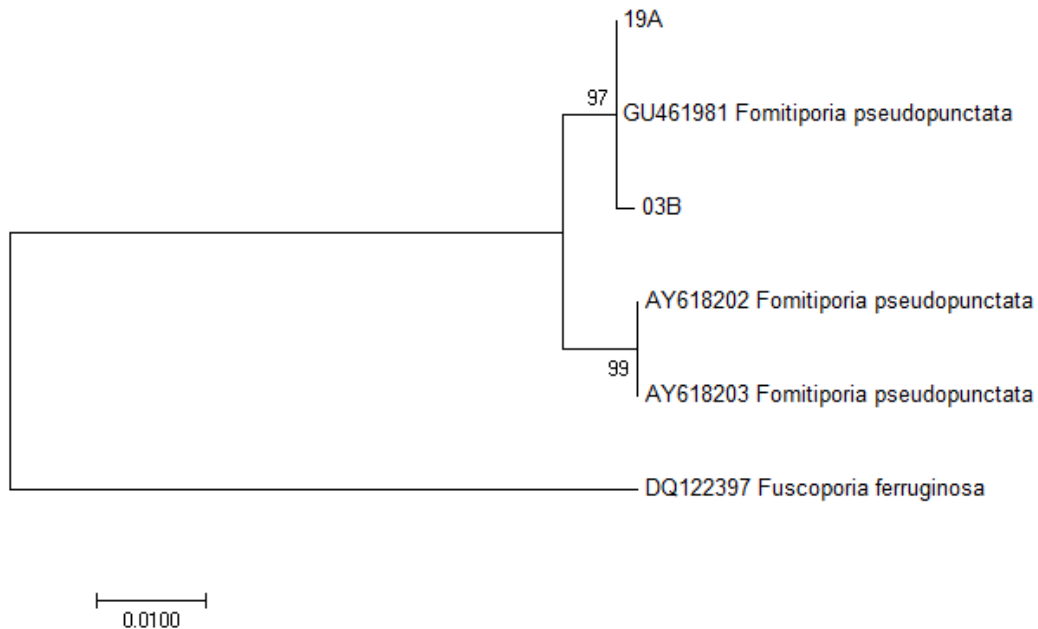 19A
97
GU461981 Fomitiporia pseudopunctata
03B
AY618202 Fomitiporia pseudopunctata
99
AY618203 Fomitiporia pseudopunctata
DQ122397 Fuscoporia ferruginosa
0.0100